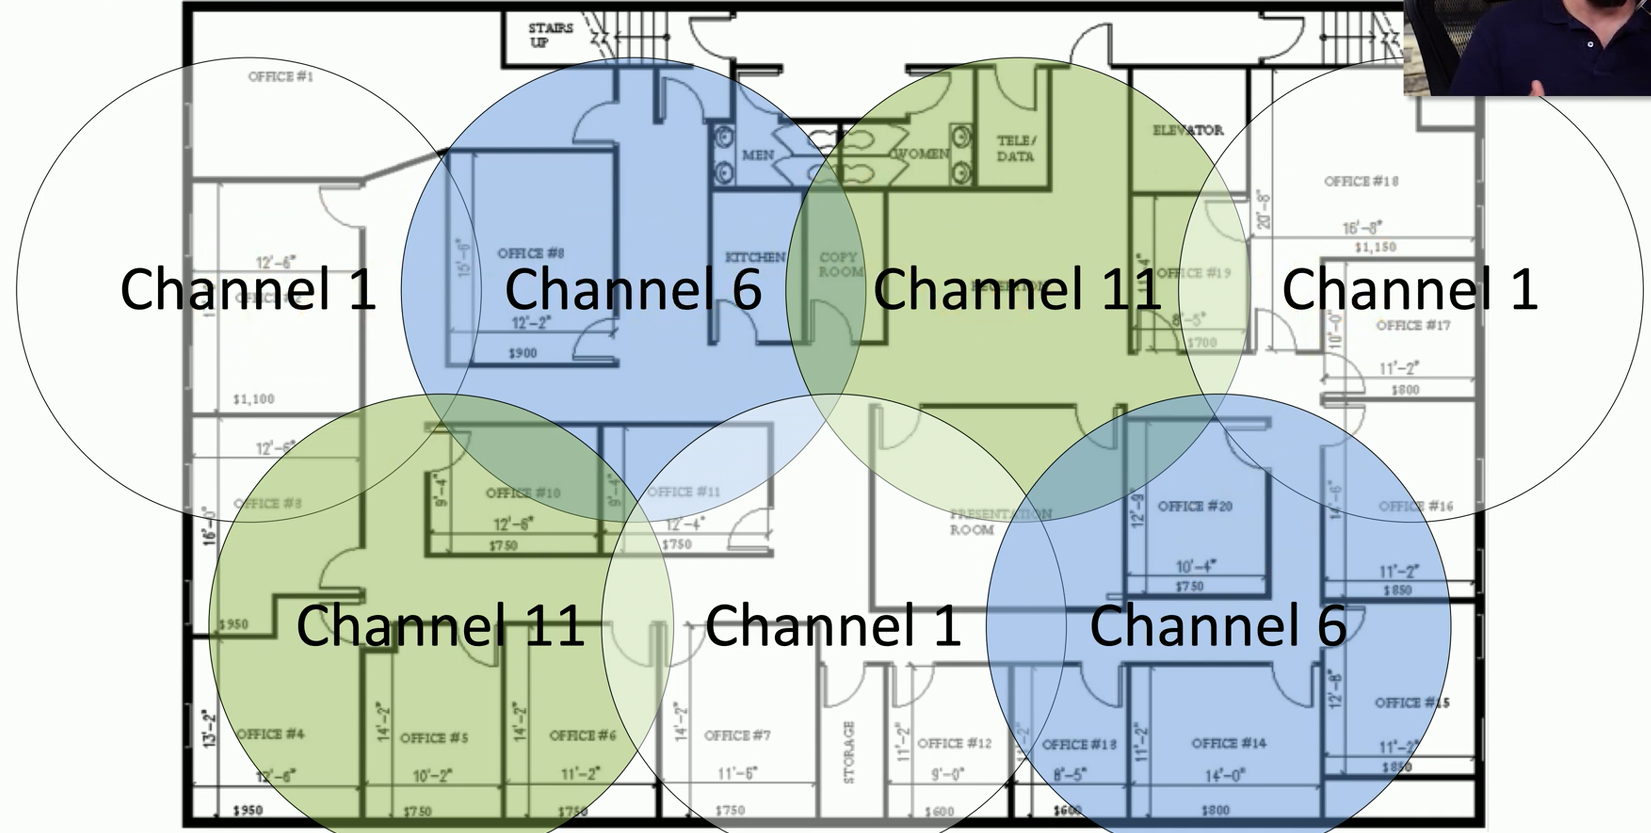 STAIRS
UP
OFFICE #1
MEN
WOMEN
TELE/
DATA
ELEVATOR
OFFICE #18
20'-8"
16'-8"
$1,150
12'-6"
15'-6"
OFFICE #8
KITCHEN
COPY
ROOM
OFFICE #19
Channel 1
Channel 6
Channel 11
Channel 1
12'-2"
$900
8'-5"
$700
10'-0"
OFFICE #17
11'-2"
$800
$1,100
12'-6"
OFFICE #8
16'-0"
9'-4"
OFFICE #10
12'-6"
$750
9'-4"
OFFICE #11
12'-4"
$750
PRESENTATION
ROOM
12'-9
OFFICE #20
10'-4"
$750
14'-6"
OFFICE #16
11'-2"
$850
$950
Channel 11
Channel 1
Channel 6
13'-2"
OFFICE #4
12'-6"
$950
14'-2"
OFFICE #5
10'-2"
$750
14'-2"
OFFICE #6
11'-2"
$750
14'-2"
OFFICE #7
11'-6"
$750
STORAGE
11'-2"
OFFICE #12
9'-0"
$600
OFFICE #18
8'-5"
$600
11'-2"
OFFICE #14
14'-0"
$800
12'-8"
OFFICE #15
11'-2"
$850